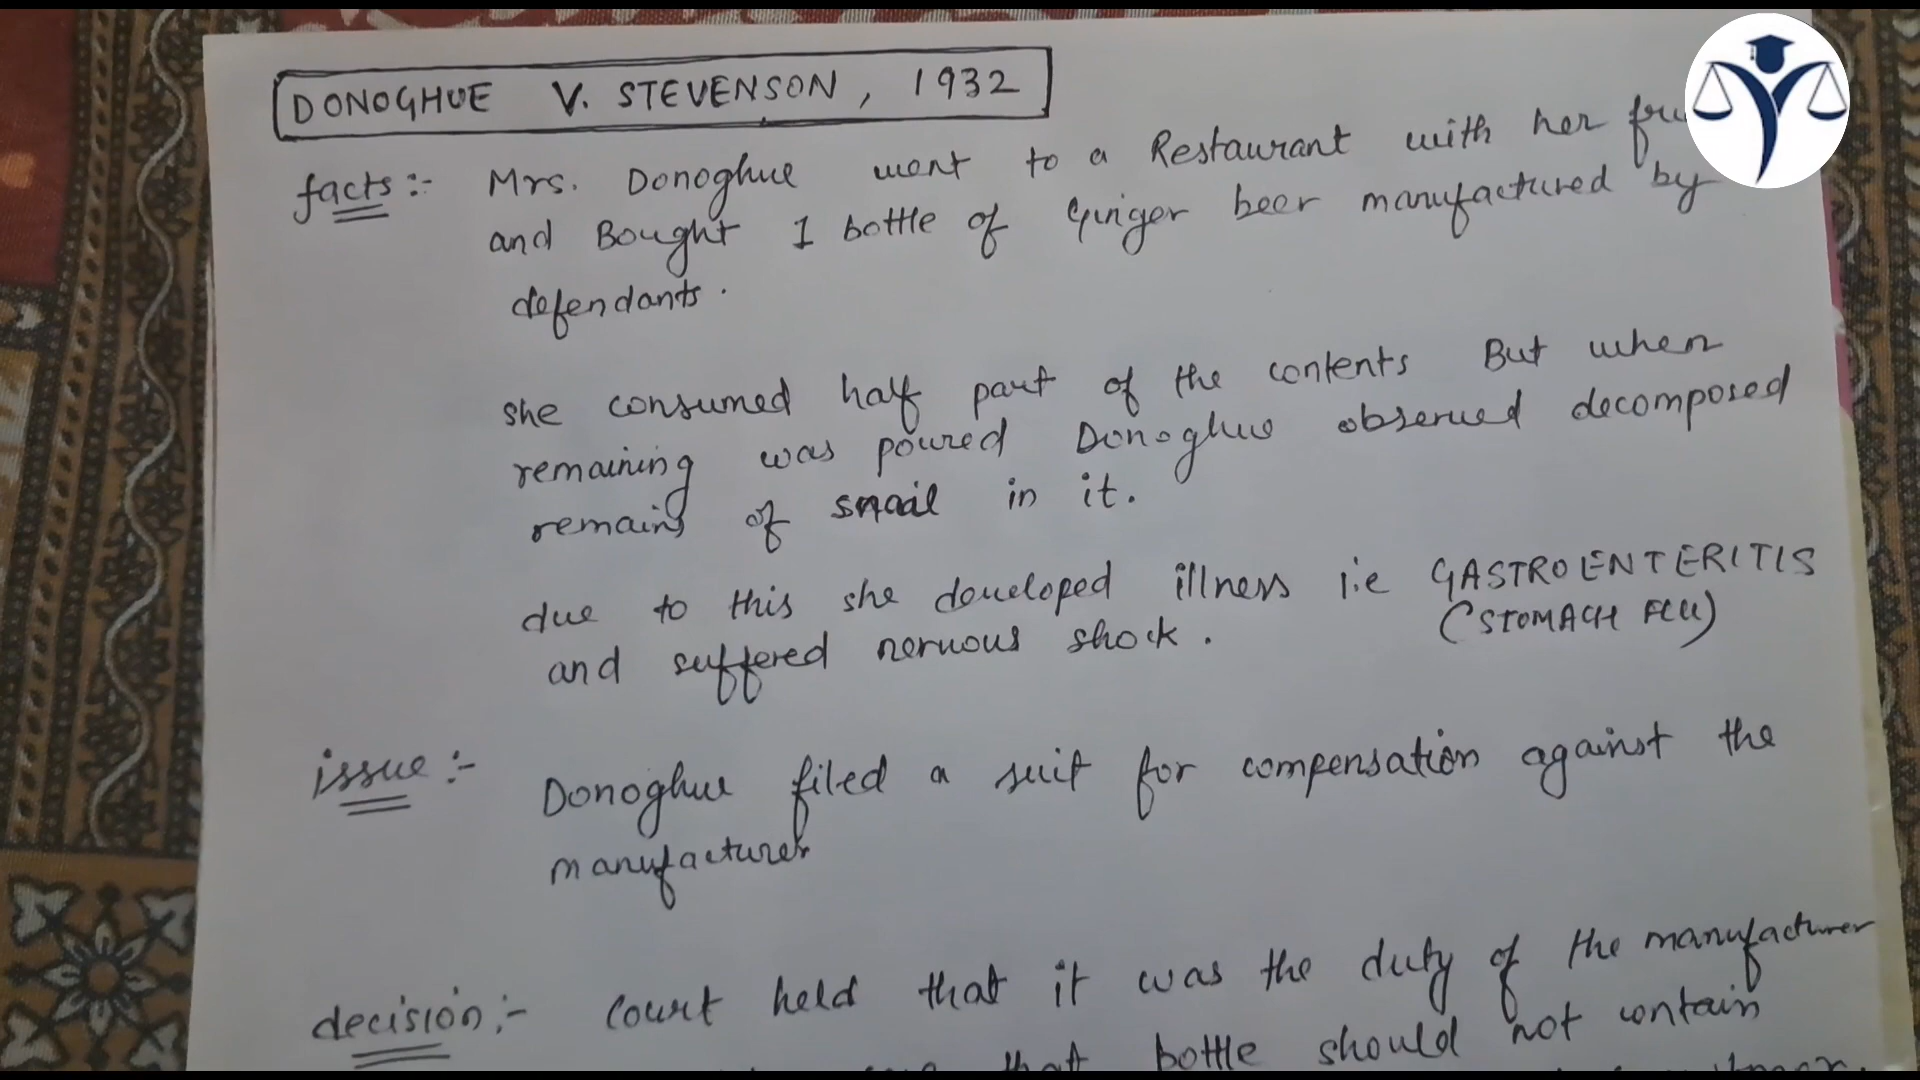 DONOGHUE V. STEVENSON, 1932
facts:- Mrs. Donoghue went to a Restaurant with her
and Bought 1 bottle of Ginger beer manufactured by
defendants.
she consumed half part of the contents But when
remaining was poured Donoghue observed decomposed
remains of snail in it.
due to this she developed illness i.e GASTROENTERITIS
(STOMACH FLU)
and suffered nervous shock.
issue:- Donoghue filed a suit for compensation against the
manufacturer
decision:- Court held that it was the duty of the manufacturer
that bottle should not contain